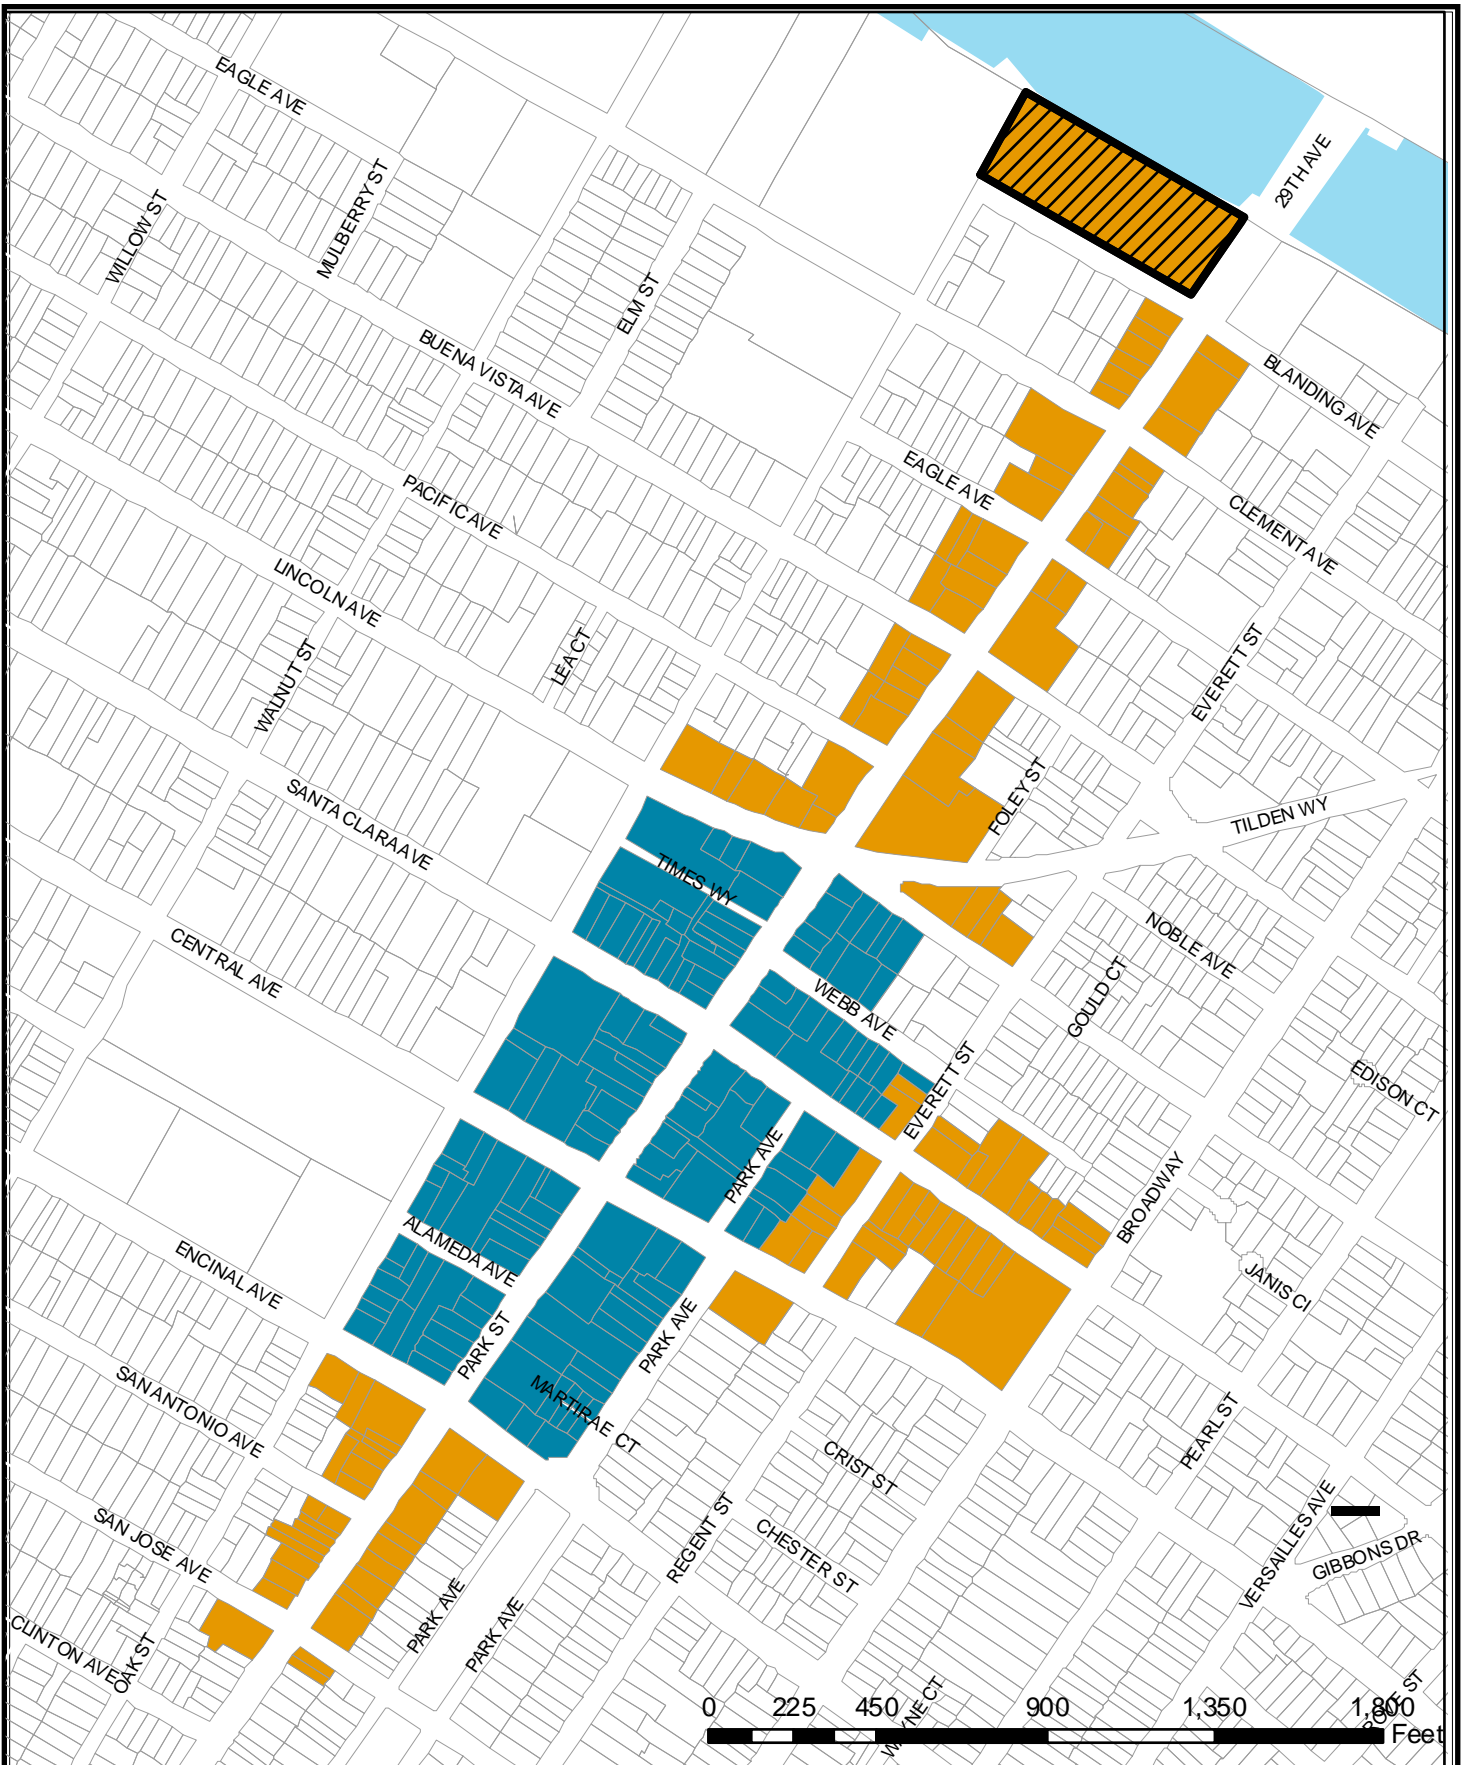 EAGLE AVE
29TH AVE
MULBERRY ST
WILLOW ST
ELM ST
BUENA VISTA AVE
BLANDING AVE
EAGLE AVE
PACIFIC AVE
CLEMENT AVE
LINCOLN AVE
LEA CT
EVERETT ST
WALNUT ST
FOLEY ST
SANTA CLARA AVE
TILDEN WY
TIMES WY
NOBLE AVE
CENTRAL AVE
WEBB AVE
GOULD CT
EVERETT ST
EDISON CT
PARK AVE
BROADWAY
ALAMEDA AVE
ENCINAL AVE
JANIS CI
PARK ST
PARK AVE
MARTIRAE CT
SAN ANTONIO AVE
PEARL ST
CRIST ST
SAN JOSE AVE
REGENT ST
CHESTER ST
VERSAILLES AVE
GIBBONS DR
PARK AVE
PARK AVE
CLINTON AVE
OAK ST
0 225 450 900 1,350 1,800
Feet